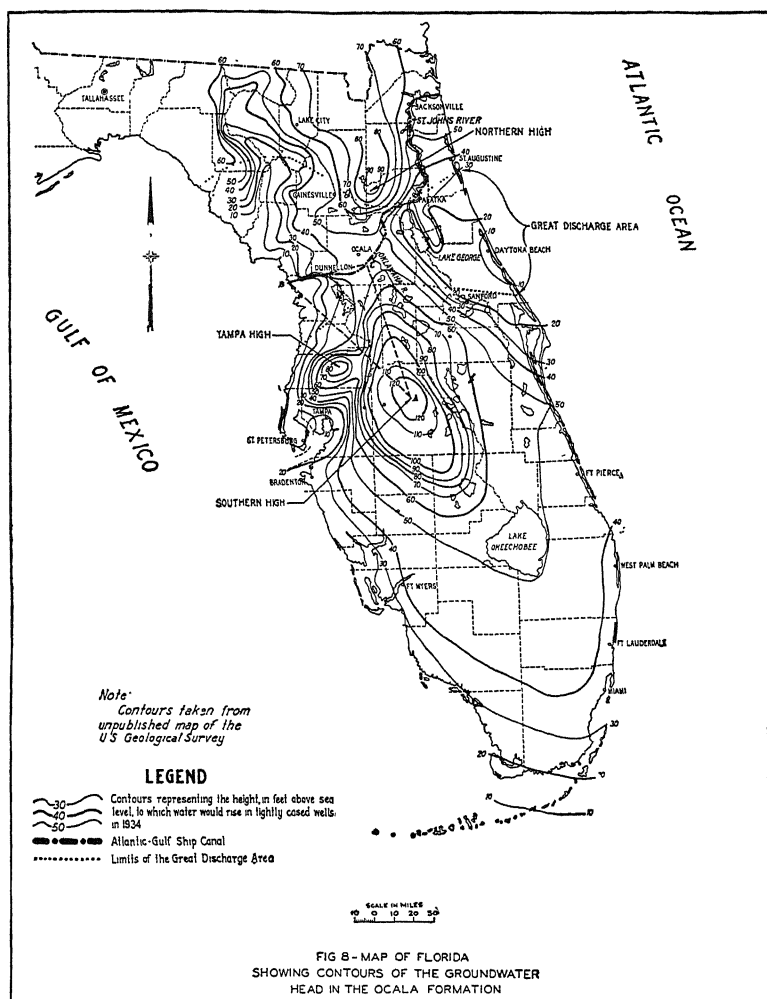 ATLANTIC
OCEAN
GULF OF MEXICO
TALLAHASSEE
LAKE CITY
JACKSONVILLE
ST. JOHNS RIVER
NORTHERN HIGH
ST. AUGUSTINE
GAINESVILLE
PALATKA
GREAT DISCHARGE AREA
OCALA
LAKE GEORGE
DAYTONA BEACH
DUNNELLON
OKLAWAHA R.
SANFORD
TAMPA HIGH
TAMPA
ST. PETERSBURG
BRADENTON
SOUTHERN HIGH
FT PIERCE
LAKE
OKEECHOBEE
WEST PALM BEACH
FT MYERS
FT LAUDERDALE
MIAMI
Note·
Contours taken from
unpublished map of the
US Geological Survey
LEGEND
30
40
50
Contours representing the height, in feet above sea
level, to which water would rise in tightly cased wells
in 1934
Atlantic-Gulf Ship Canal
Limits of the Great Discharge Area
SCALE IN MILES
10 0 10 20 30
FIG 8 - MAP OF FLORIDA
SHOWING CONTOURS OF THE GROUNDWATER
HEAD IN THE OCALA FORMATION